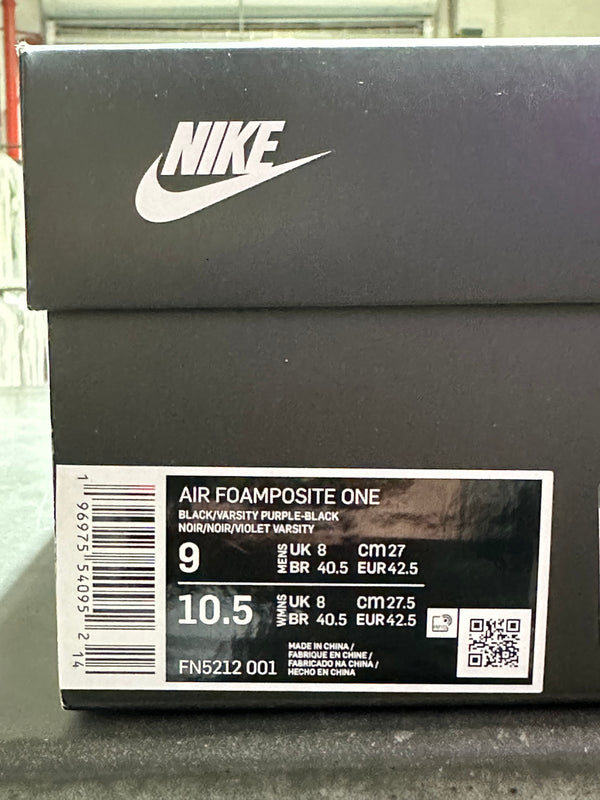 NIKE
AIR FOAMPOSITE ONE
BLACK/VARSITY PURPLE-BLACK
NOIR/NOIR/VIOLET VARSITY
9 MENS UK 8 cm 27
BR 40.5 EUR 42.5
10.5 WMNS UK 8 cm 27.5
BR 40.5 EUR 42.5
FN5212 001
MADE IN CHINA /
FABRIQUE EN CHINE /
FABRICADO NA CHINA /
HECHO EN CHINA
1 96975 54095 2 14